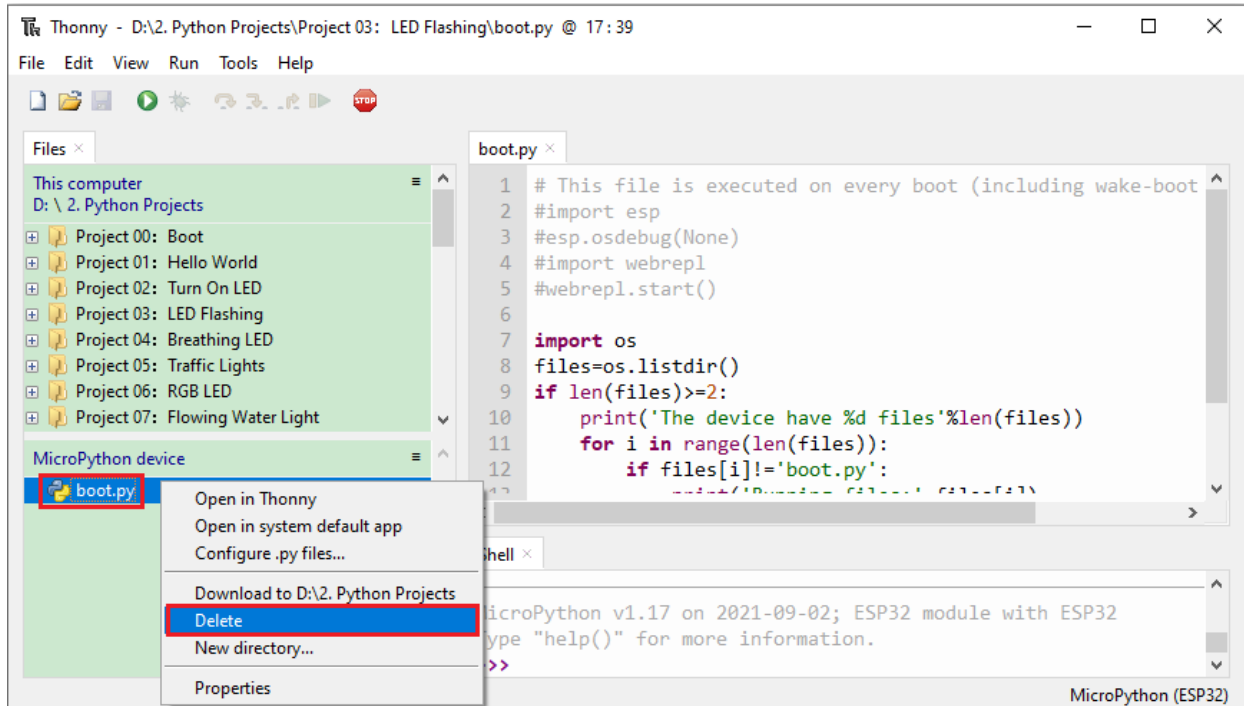 Thonny - D:\2. Python Projects\Project 03: LED Flashing\boot.py @ 17:39
File Edit View Run Tools Help
STOP
Files
This computer
D: \ 2. Python Projects
Project 00: Boot
Project 01: Hello World
Project 02: Turn On LED
Project 03: LED Flashing
Project 04: Breathing LED
Project 05: Traffic Lights
Project 06: RGB LED
Project 07: Flowing Water Light
MicroPython device
boot.py
Open in Thonny
Open in system default app
Configure .py files...
Download to D:\2. Python Projects
Delete
New directory...
Properties
boot.py
1 # This file is executed on every boot (including wake-boot
2 #import esp
3 #esp.osdebug(None)
4 #import webrepl
5 #webrepl.start()
6
7 import os
8 files=os.listdir()
9 if len(files)>=2:
10 print('The device have %d files'%len(files))
11 for i in range(len(files)):
12 if files[i]!='boot.py':
print('Running files:' files[i])
hell
icroPython v1.17 on 2021-09-02; ESP32 module with ESP32
ype "help()" for more information.
>>
MicroPython (ESP32)